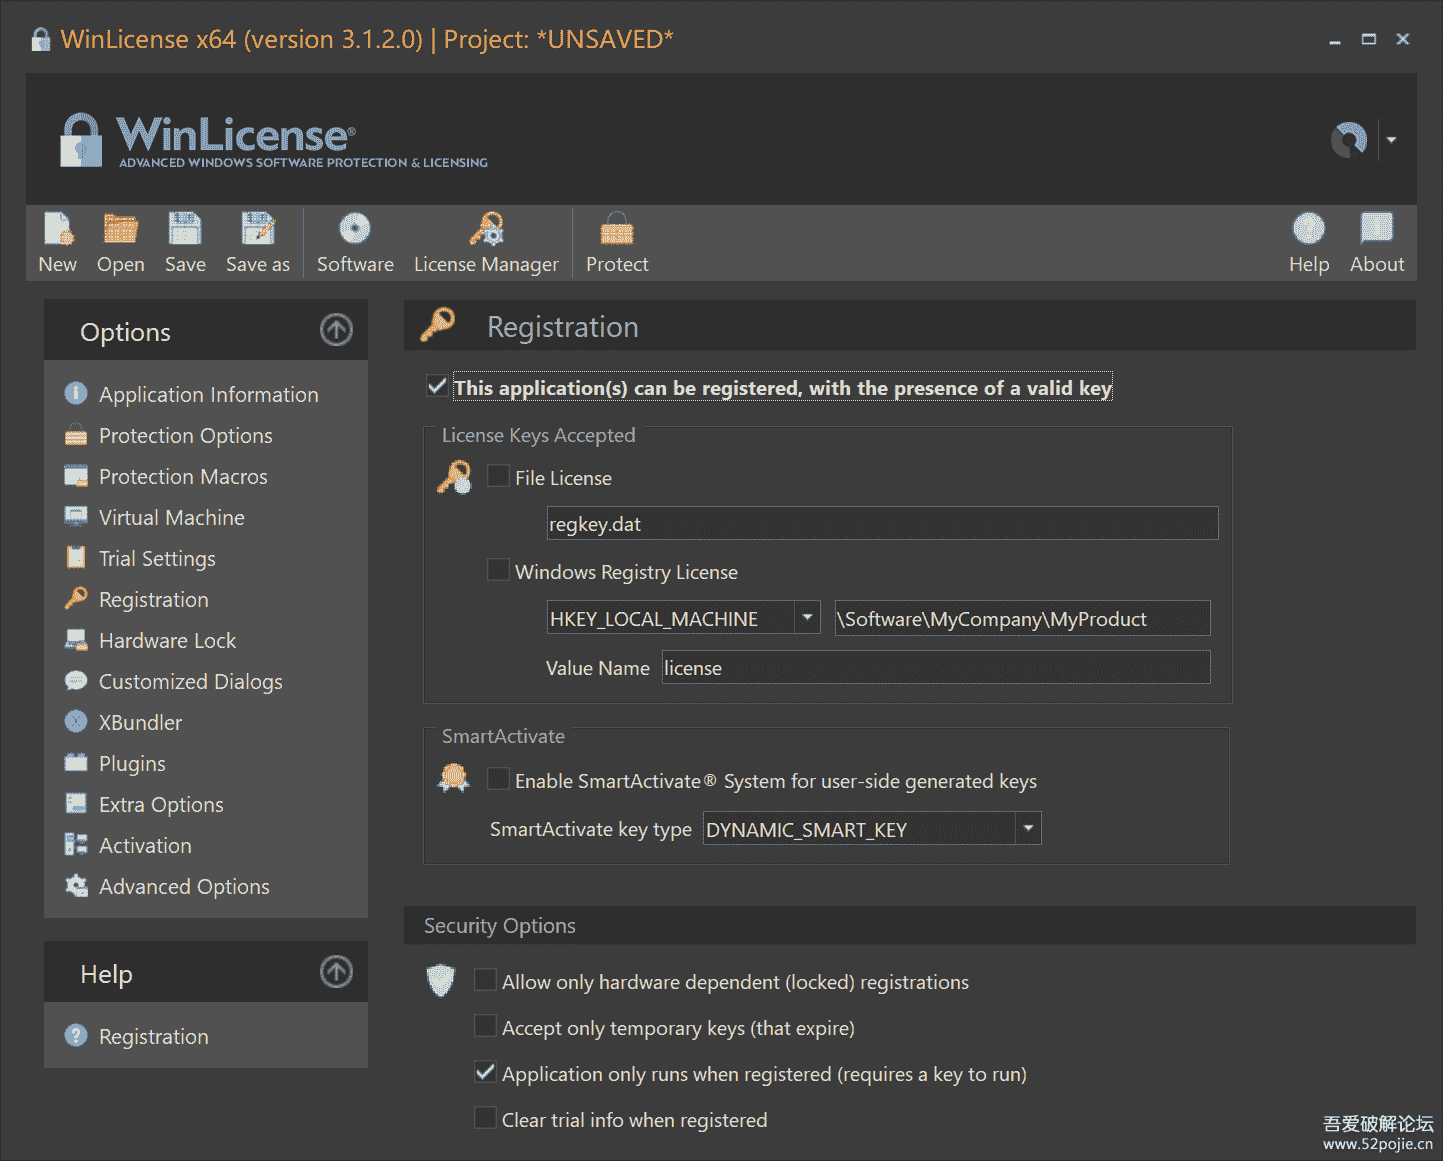 WinLicense x64 (version 3.1.2.0) | Project: *UNSAVED*
WinLicense®
ADVANCED WINDOWS SOFTWARE PROTECTION & LICENSING
New Open Save Save as Software License Manager Protect Help About
Options
Application Information
Protection Options
Protection Macros
Virtual Machine
Trial Settings
Registration
Hardware Lock
Customized Dialogs
XBundler
Plugins
Extra Options
Activation
Advanced Options
Help
Registration
Registration
This application(s) can be registered, with the presence of a valid key
License Keys Accepted
File License
regkey.dat
Windows Registry License
HKEY_LOCAL_MACHINE \Software\MyCompany\MyProduct
Value Name license
SmartActivate
Enable SmartActivate® System for user-side generated keys
SmartActivate key type DYNAMIC_SMART_KEY
Security Options
Allow only hardware dependent (locked) registrations
Accept only temporary keys (that expire)
Application only runs when registered (requires a key to run)
Clear trial info when registered
吾爱破解论坛
www.52pojie.cn